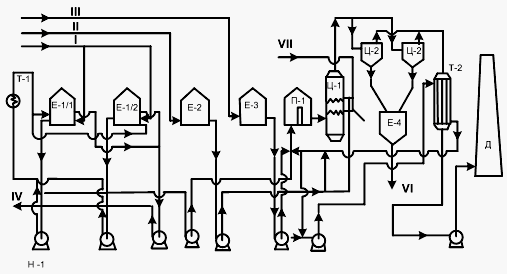 III
II
I
VII
Ц-2
Ц-2
Т-1
Т-2
Е-1/1
Е-1/2
Е-2
Е-3
П-1
Ц-1
Е-4
Д
IV
VI
Н -1